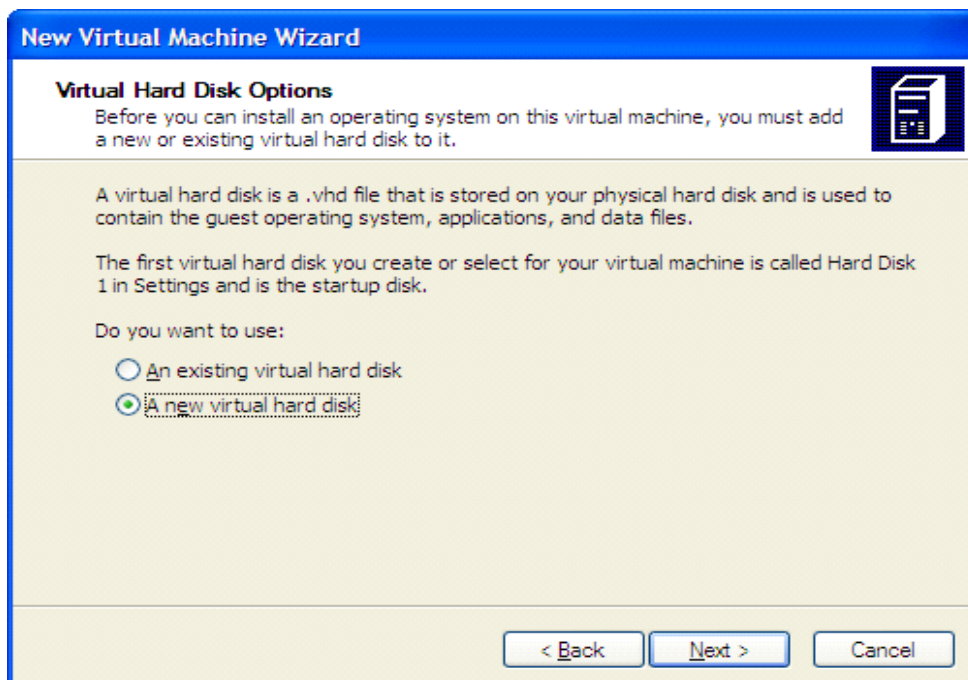 New Virtual Machine Wizard
Virtual Hard Disk Options
Before you can install an operating system on this virtual machine, you must add
a new or existing virtual hard disk to it.
A virtual hard disk is a .vhd file that is stored on your physical hard disk and is used to
contain the guest operating system, applications, and data files.
The first virtual hard disk you create or select for your virtual machine is called Hard Disk
1 in Settings and is the startup disk.
Do you want to use:
An existing virtual hard disk
A new virtual hard disk
< Back
Next >
Cancel